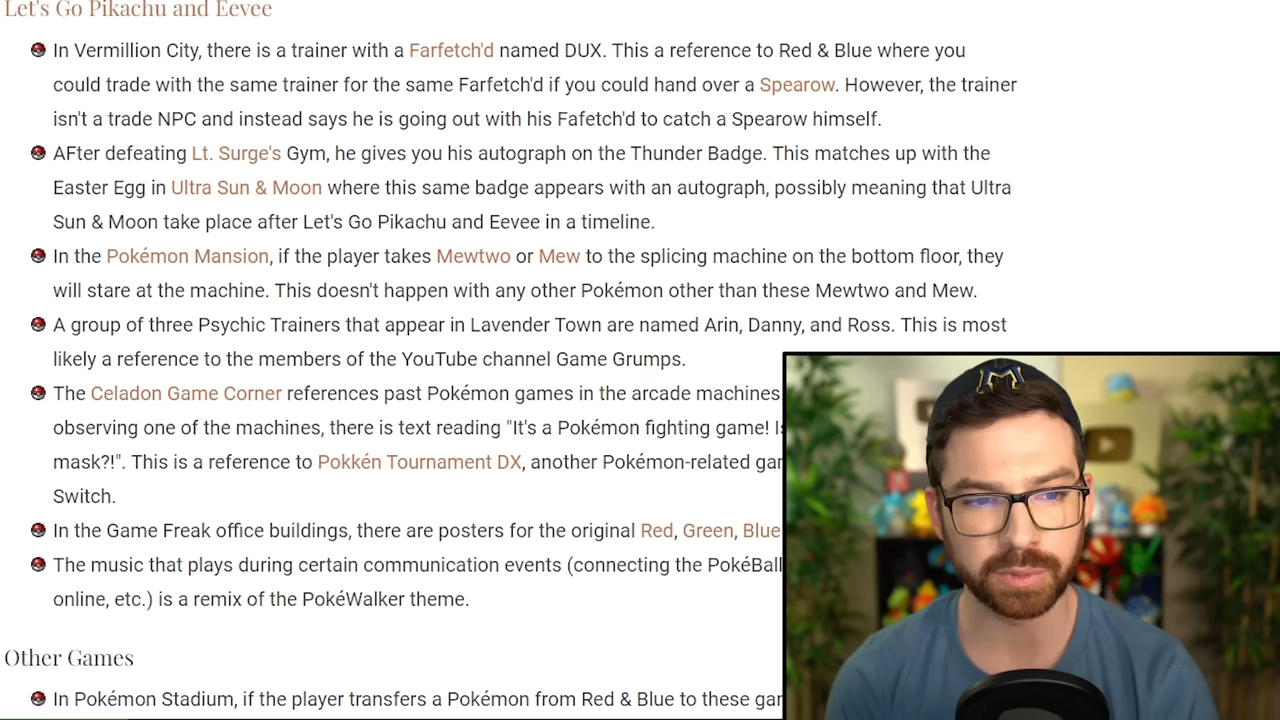 Let's Go Pikachu and Eevee
In Vermillion City, there is a trainer with a Farfetch'd named DUX. This a reference to Red & Blue where you
could trade with the same trainer for the same Farfetch'd if you could hand over a Spearow. However, the trainer
isn't a trade NPC and instead says he is going out with his Fafetch'd to catch a Spearow himself.
AFter defeating Lt. Surge's Gym, he gives you his autograph on the Thunder Badge. This matches up with the
Easter Egg in Ultra Sun & Moon where this same badge appears with an autograph, possibly meaning that Ultra
Sun & Moon take place after Let's Go Pikachu and Eevee in a timeline.
In the Pokémon Mansion, if the player takes Mewtwo or Mew to the splicing machine on the bottom floor, they
will stare at the machine. This doesn't happen with any other Pokémon other than these Mewtwo and Mew.
A group of three Psychic Trainers that appear in Lavender Town are named Arin, Danny, and Ross. This is most
likely a reference to the members of the YouTube channel Game Grumps.
The Celadon Game Corner references past Pokémon games in the arcade machines
observing one of the machines, there is text reading "It's a Pokémon fighting game!
mask?!". This is a reference to Pokkén Tournament DX, another Pokémon-related
Switch.
In the Game Freak office buildings, there are posters for the original Red, Green, Blue
The music that plays during certain communication events (connecting the PokéBall
online, etc.) is a remix of the PokéWalker theme.
Other Games
In Pokémon Stadium, if the player transfers a Pokémon from Red & Blue to these